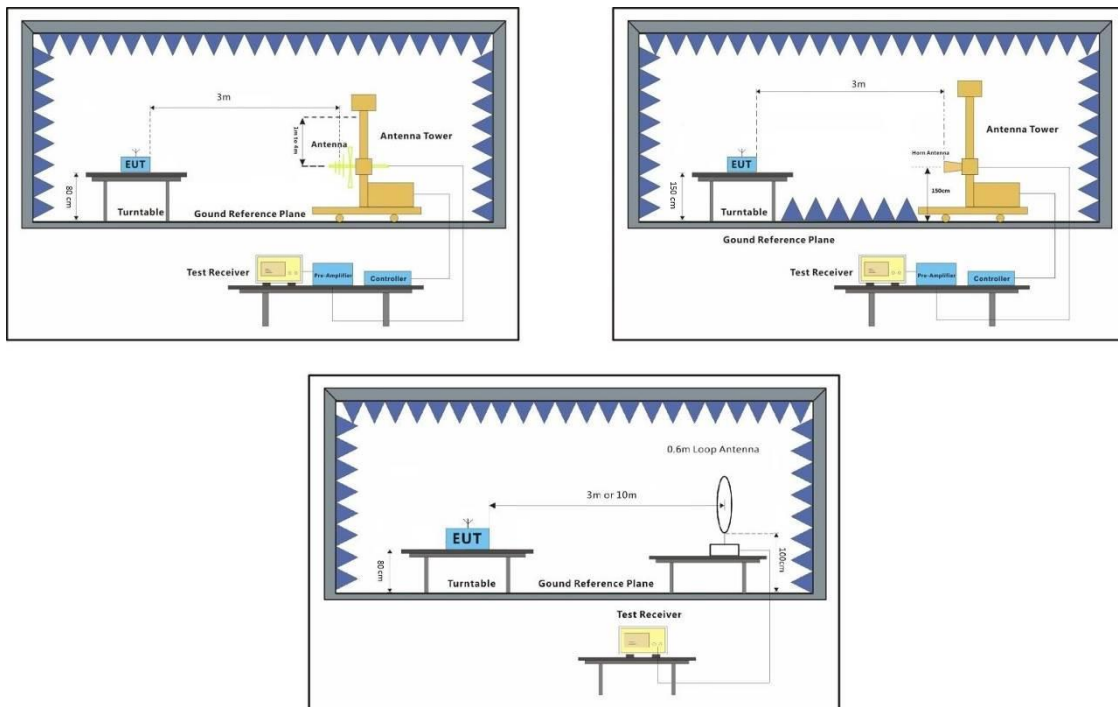 3m
Antenna Tower
1m to 4m
Antenna
EUT
80 cm
Turntable
Gound Reference Plane
Test Receiver
Pre-Amplifier
Controller
3m
Antenna Tower
Horn Antenna
EUT
150 cm
150cm
Turntable
Gound Reference Plane
Test Receiver
Pre-Amplifier
Controller
0.6m Loop Antenna
3m or 10m
EUT
80 cm
100cm
Turntable
Gound Reference Plane
Test Receiver